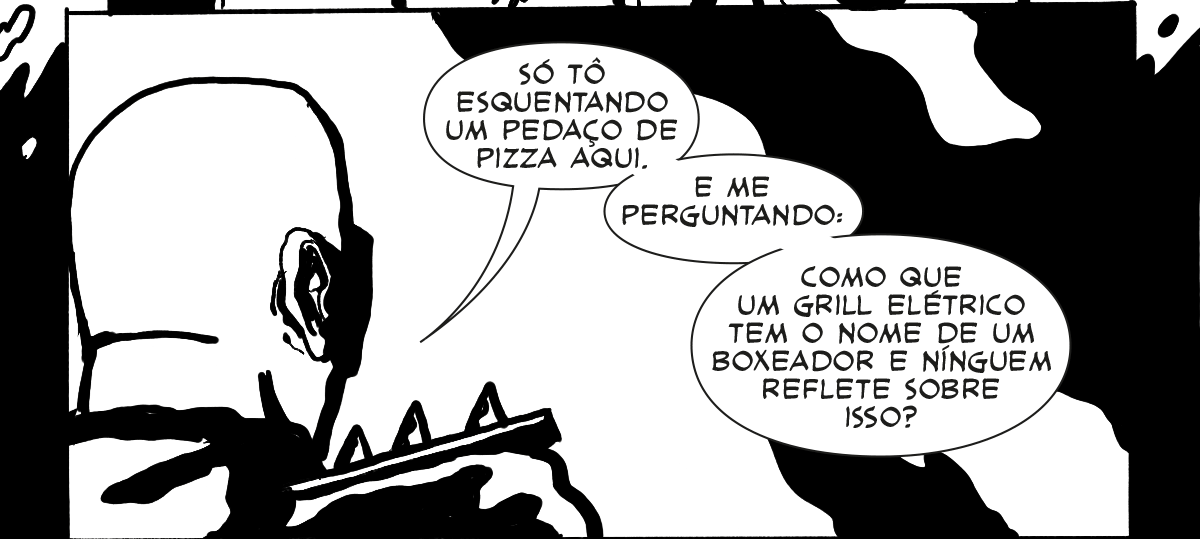 SÓ TÔ
ESQUENTANDO
UM PEDAÇO DE
PIZZA AQUI.
E ME
PERGUNTANDO:
COMO QUE
UM GRILL ELÉTRICO
TEM O NOME DE UM
BOXEADOR E NÍNGUEM
REFLETE SOBRE
ISSO?